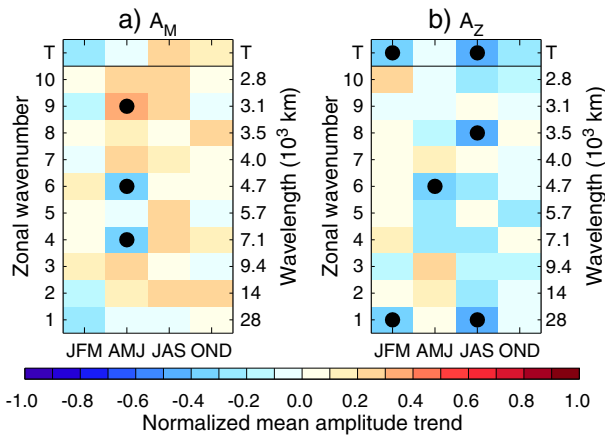 a) A_M b) A_Z
T T T T
10 2.8 10 2.8
9 3.1 9 3.1
8 3.5 8 3.5
7 4.0 7 4.0
6 4.7 6 4.7
5 5.7 5 5.7
4 7.1 4 7.1
3 9.4 3 9.4
2 14 2 14
1 28 1 28
Zonal wavenumber
Wavelength (10³ km)
Zonal wavenumber
Wavelength (10³ km)
JFM AMJ JAS OND JFM AMJ JAS OND
-1.0 -0.8 -0.6 -0.4 -0.2 0.0 0.2 0.4 0.6 0.8 1.0
Normalized mean amplitude trend